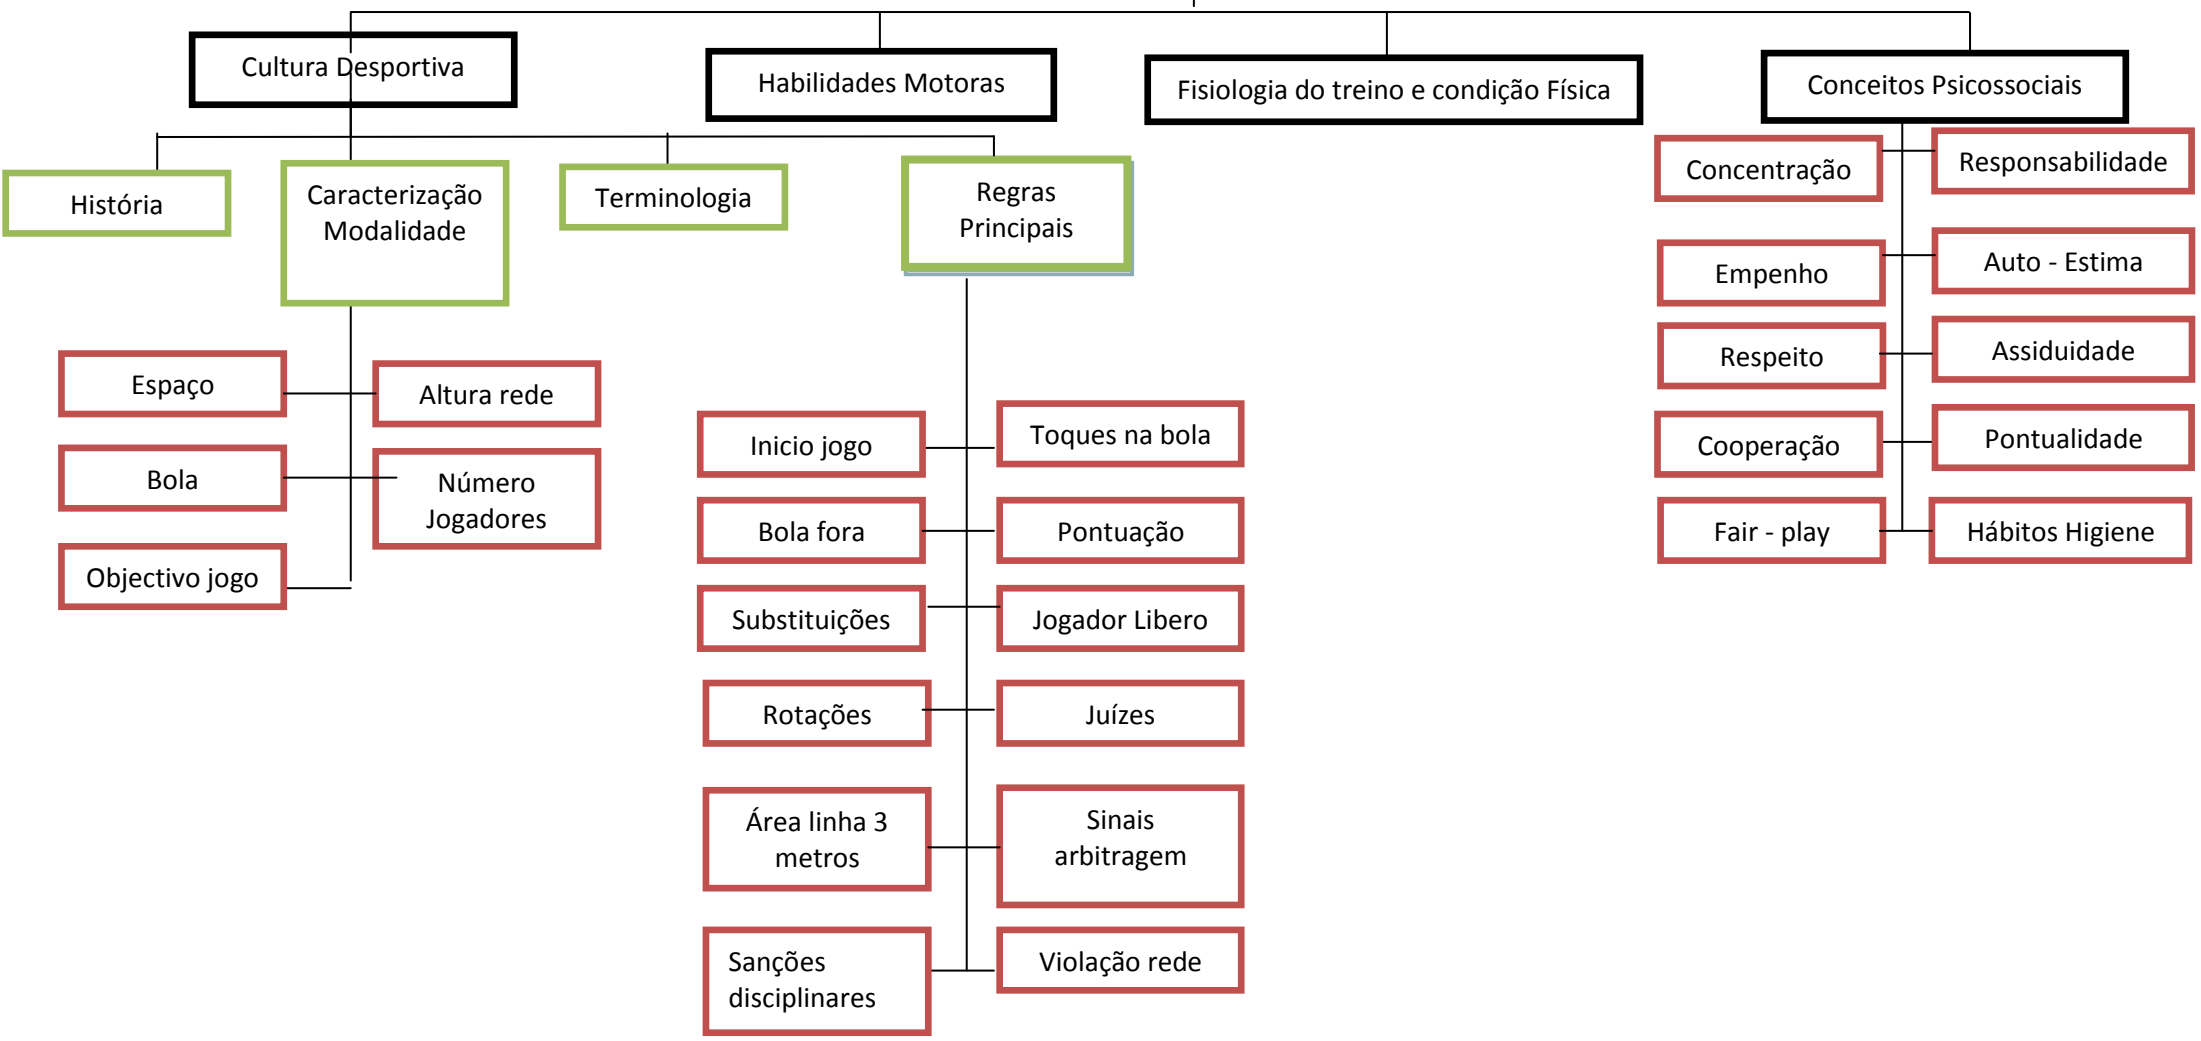 Cultura Desportiva
Habilidades Motoras
Fisiologia do treino e condição Física
Conceitos Psicossociais
História
Caracterização
Modalidade
Terminologia
Regras
Principais
Espaço
Altura rede
Bola
Número
Jogadores
Objectivo jogo
Inicio jogo
Toques na bola
Bola fora
Pontuação
Substituições
Jogador Libero
Rotações
Juízes
Área linha 3
metros
Sinais
arbitragem
Sanções
disciplinares
Violação rede
Concentração
Responsabilidade
Empenho
Auto - Estima
Respeito
Assiduidade
Cooperação
Pontualidade
Fair - play
Hábitos Higiene